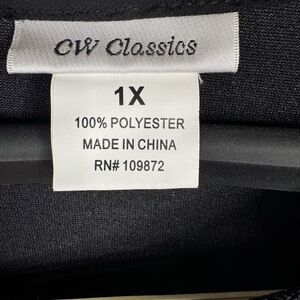 CW Classics
1X
100% POLYESTER
MADE IN CHINA
RN# 109872